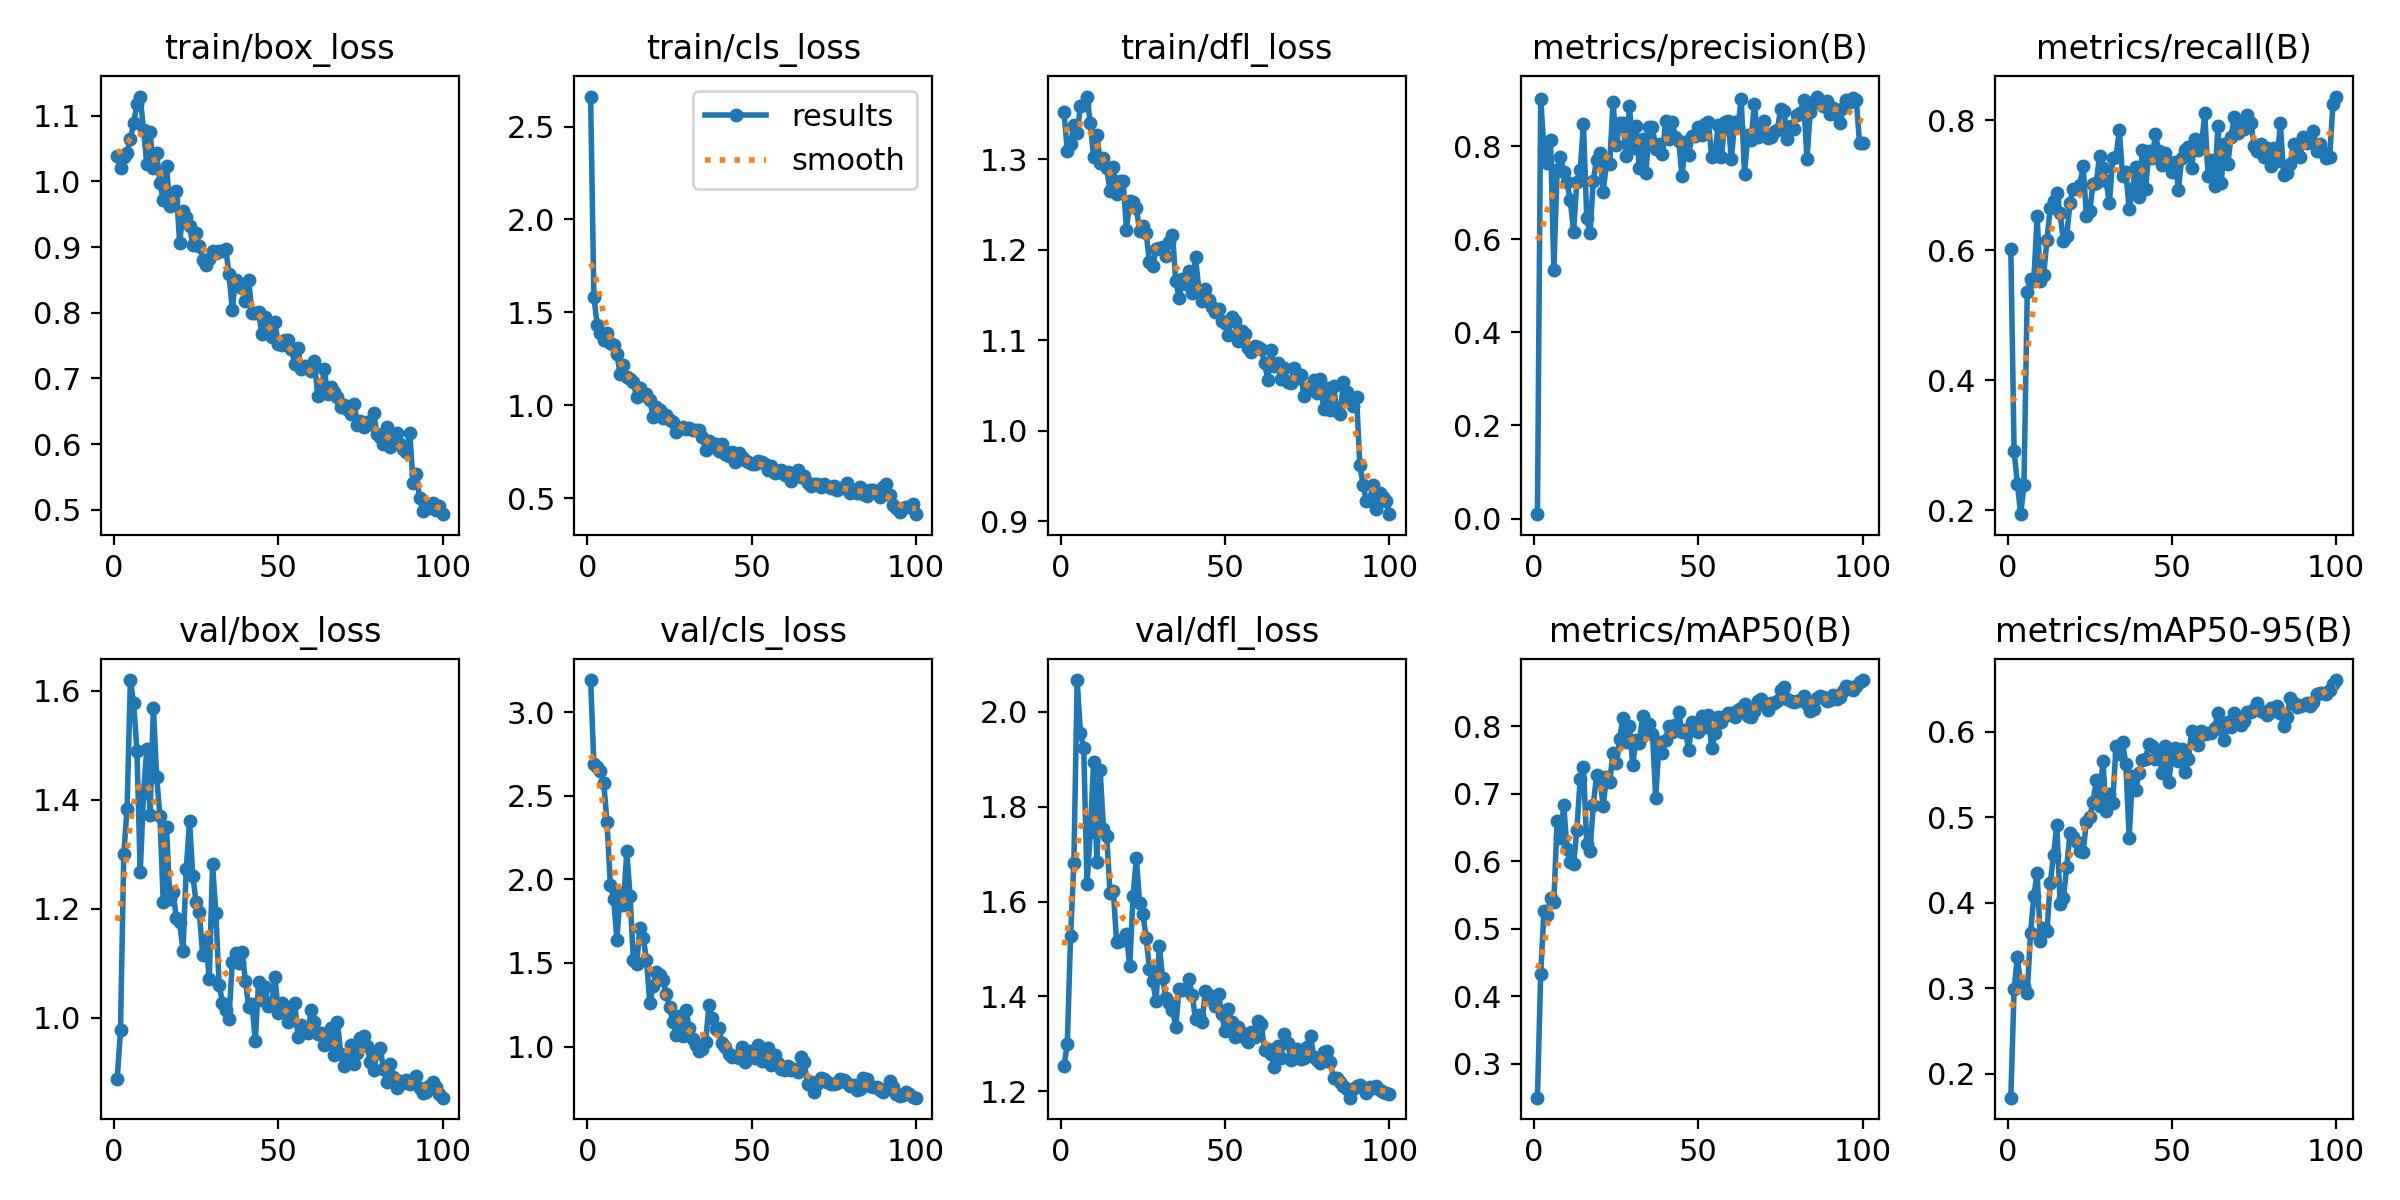 train/box_loss
1.1
1.0
0.9
0.8
0.7
0.6
0.5
0 50 100
train/cls_loss
results
smooth
2.5
2.0
1.5
1.0
0.5
0 50 100
train/dfl_loss
1.3
1.2
1.1
1.0
0.9
0 50 100
metrics/precision(B)
0.8
0.6
0.4
0.2
0.0
0 50 100
metrics/recall(B)
0.8
0.6
0.4
0.2
0 50 100
val/box_loss
1.6
1.4
1.2
1.0
0 50 100
val/cls_loss
3.0
2.5
2.0
1.5
1.0
0 50 100
val/dfl_loss
2.0
1.8
1.6
1.4
1.2
0 50 100
metrics/mAP50(B)
0.8
0.7
0.6
0.5
0.4
0.3
0 50 100
metrics/mAP50-95(B)
0.6
0.5
0.4
0.3
0.2
0 50 100